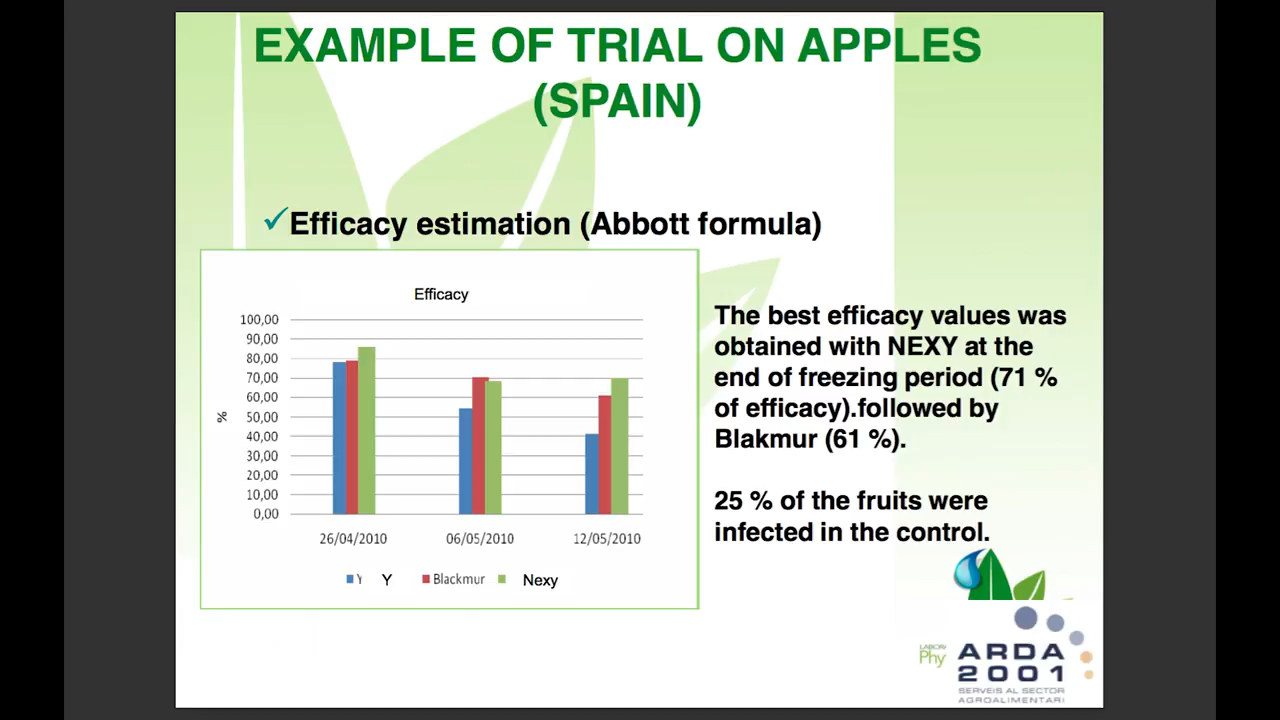 EXAMPLE OF TRIAL ON APPLES
(SPAIN)
✓Efficacy estimation (Abbott formula)
Efficacy
100,00
90,00
80,00
70,00
60,00
50,00
40,00
30,00
20,00
10,00
0,00
%
26/04/2010
06/05/2010
12/05/2010
Y Y Blackmur Nexy
The best efficacy values was
obtained with NEXY at the
end of freezing period (71 %
of efficacy).followed by
Blakmur (61 %).
25 % of the fruits were
infected in the control.
LABORA
Phy
ARDA
2001
SERVEIS AL SECTOR
AGROALIMENTARI